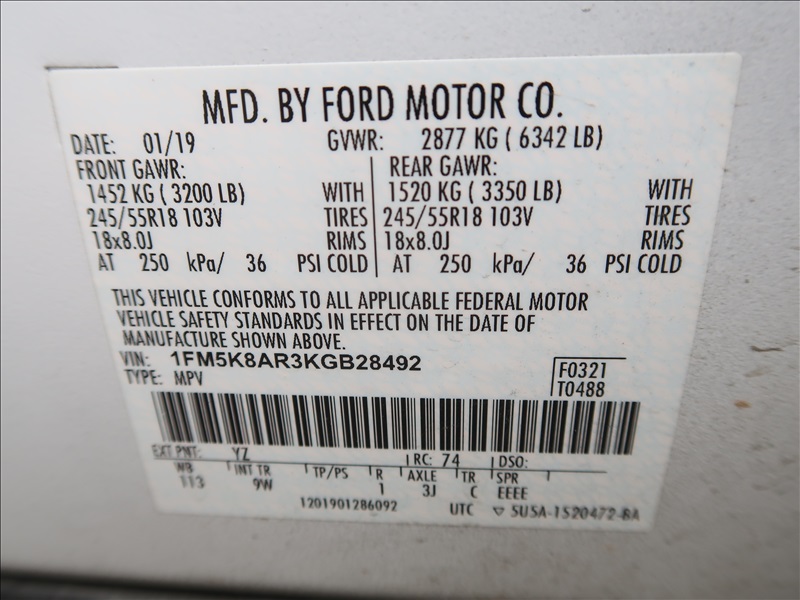 MFD. BY FORD MOTOR CO.
DATE: 01/19 GVWR: 2877 KG ( 6342 LB)
FRONT GAWR: REAR GAWR:
1452 KG ( 3200 LB) WITH 1520 KG ( 3350 LB) WITH
245/55R18 103V TIRES 245/55R18 103V TIRES
18x8.0J RIMS 18x8.0J RIMS
AT 250 kPa/ 36 PSI COLD AT 250 kPa/ 36 PSI COLD
THIS VEHICLE CONFORMS TO ALL APPLICABLE FEDERAL MOTOR
VEHICLE SAFETY STANDARDS IN EFFECT ON THE DATE OF
MANUFACTURE SHOWN ABOVE.
VIN: 1FM5K8AR3KGB28492 F0321
TYPE: MPV T0488
EXT PNT: YZ RC: 74 DSO:
WB INT TR TP/PS R AXLE TR SPR
113 9W 1 3J C EEEE
1201901286092 UTC ▽ 5U5A-1520472-BA